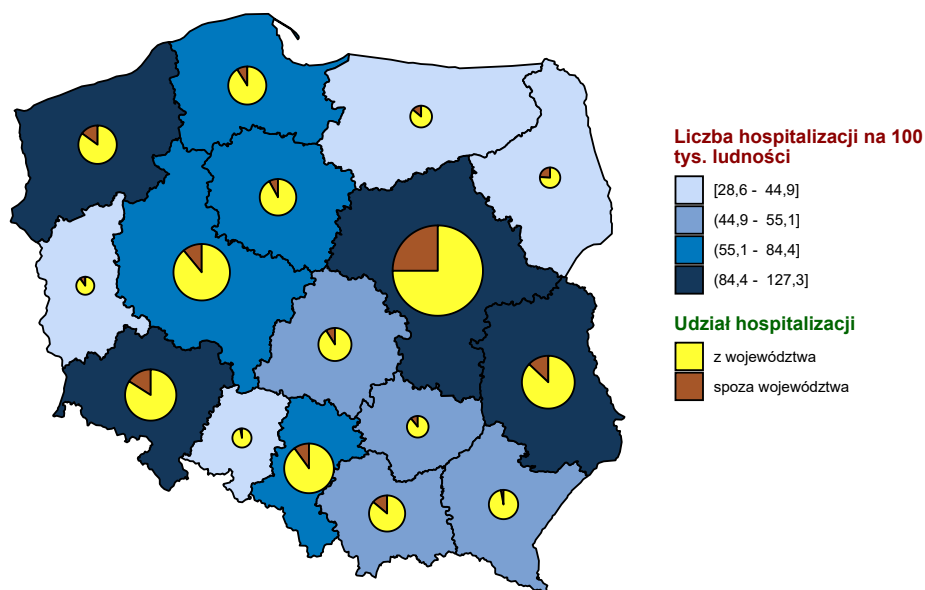 Liczba hospitalizacji na 100
tys. ludności
[28,6 - 44,9]
(44,9 - 55,1]
(55,1 - 84,4]
(84,4 - 127,3]
Udział hospitalizacji
z województwa
spoza województwa